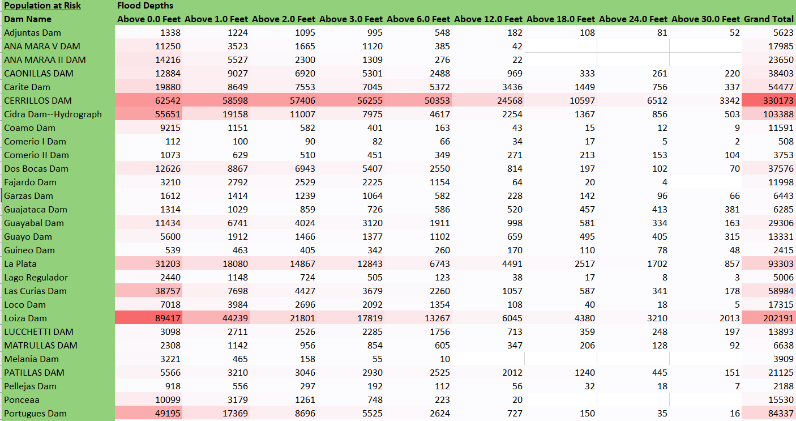 Population at Risk Flood Depths
Dam Name Above 0.0 Feet Above 1.0 Feet Above 2.0 Feet Above 3.0 Feet Above 6.0 Feet Above 12.0 Feet Above 18.0 Feet Above 24.0 Feet Above 30.0 Feet Grand Total
Adjuntas Dam 1338 1224 1095 995 548 182 108 81 52 5623
ANA MARA V DAM 11250 3523 1665 1120 385 42 17985
ANA MARAA II DAM 14216 5527 2300 1309 276 22 23650
CAONILLAS DAM 12884 9027 6920 5301 2488 969 333 261 220 38403
Carite Dam 19880 8649 7553 7045 5372 3436 1449 756 337 54477
CERRILLOS DAM 62542 58598 57406 56255 50353 24568 10597 6512 3342 330173
Cidra Dam--Hydrograph 55651 19158 11007 7975 4617 2254 1367 856 503 103388
Coamo Dam 9215 1151 582 401 163 43 15 12 9 11591
Comerio I Dam 112 100 90 82 66 34 17 5 2 508
Comerio II Dam 1073 629 510 451 349 271 213 153 104 3753
Dos Bocas Dam 12626 8867 6943 5407 2550 814 197 102 70 37576
Fajardo Dam 3210 2792 2529 2225 1154 64 20 4 11998
Garzas Dam 1612 1414 1239 1064 582 228 142 96 66 6443
Guajataca Dam 1314 1029 859 726 586 520 457 413 381 6285
Guayabal Dam 11434 6741 4024 3120 1911 998 581 334 163 29306
Guayo Dam 5600 1912 1466 1377 1102 659 495 405 315 13331
Guineo Dam 539 463 405 342 260 170 110 78 48 2415
La Plata 31203 18080 14867 12843 6743 4491 2517 1702 857 93303
Lago Regulador 2440 1148 724 505 123 38 17 8 3 5006
Las Curias Dam 38757 7698 4427 3679 2260 1057 587 341 178 58984
Loco Dam 7018 3984 2696 2092 1354 108 40 18 5 17315
Loiza Dam 89417 44239 21801 17819 13267 6045 4380 3210 2013 202191
LUCCHETTI DAM 3098 2711 2526 2285 1756 713 359 248 197 13893
MATRULLAS DAM 2308 1142 956 854 605 347 206 128 92 6638
Melania Dam 3221 465 158 55 10 3909
PATILLAS DAM 5566 3210 3046 2930 2525 2012 1240 445 151 21125
Pellejas Dam 918 556 297 192 112 56 32 18 7 2188
Ponceaa 10099 3179 1261 748 223 20 15530
Portugues Dam 49195 17369 8696 5525 2624 727 150 35 16 84337